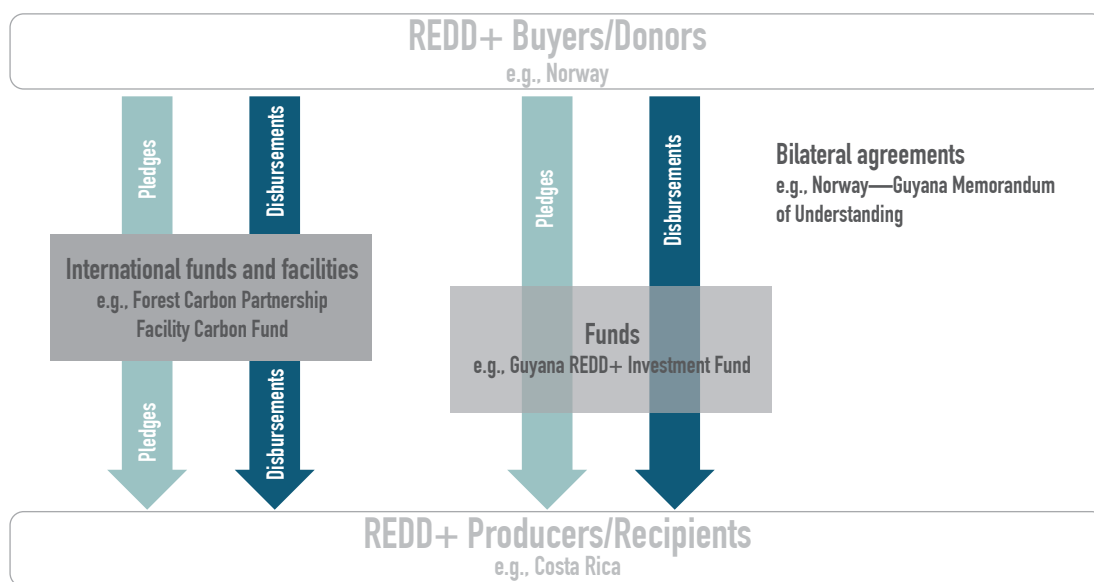 REDD+ Buyers/Donors
e.g., Norway
Pledges
Disbursements
Pledges
Disbursements
Bilateral agreements
e.g., Norway—Guyana Memorandum
of Understanding
International funds and facilities
e.g., Forest Carbon Partnership
Facility Carbon Fund
Funds
e.g., Guyana REDD+ Investment Fund
Pledges
Disbursements
REDD+ Producers/Recipients
e.g., Costa Rica